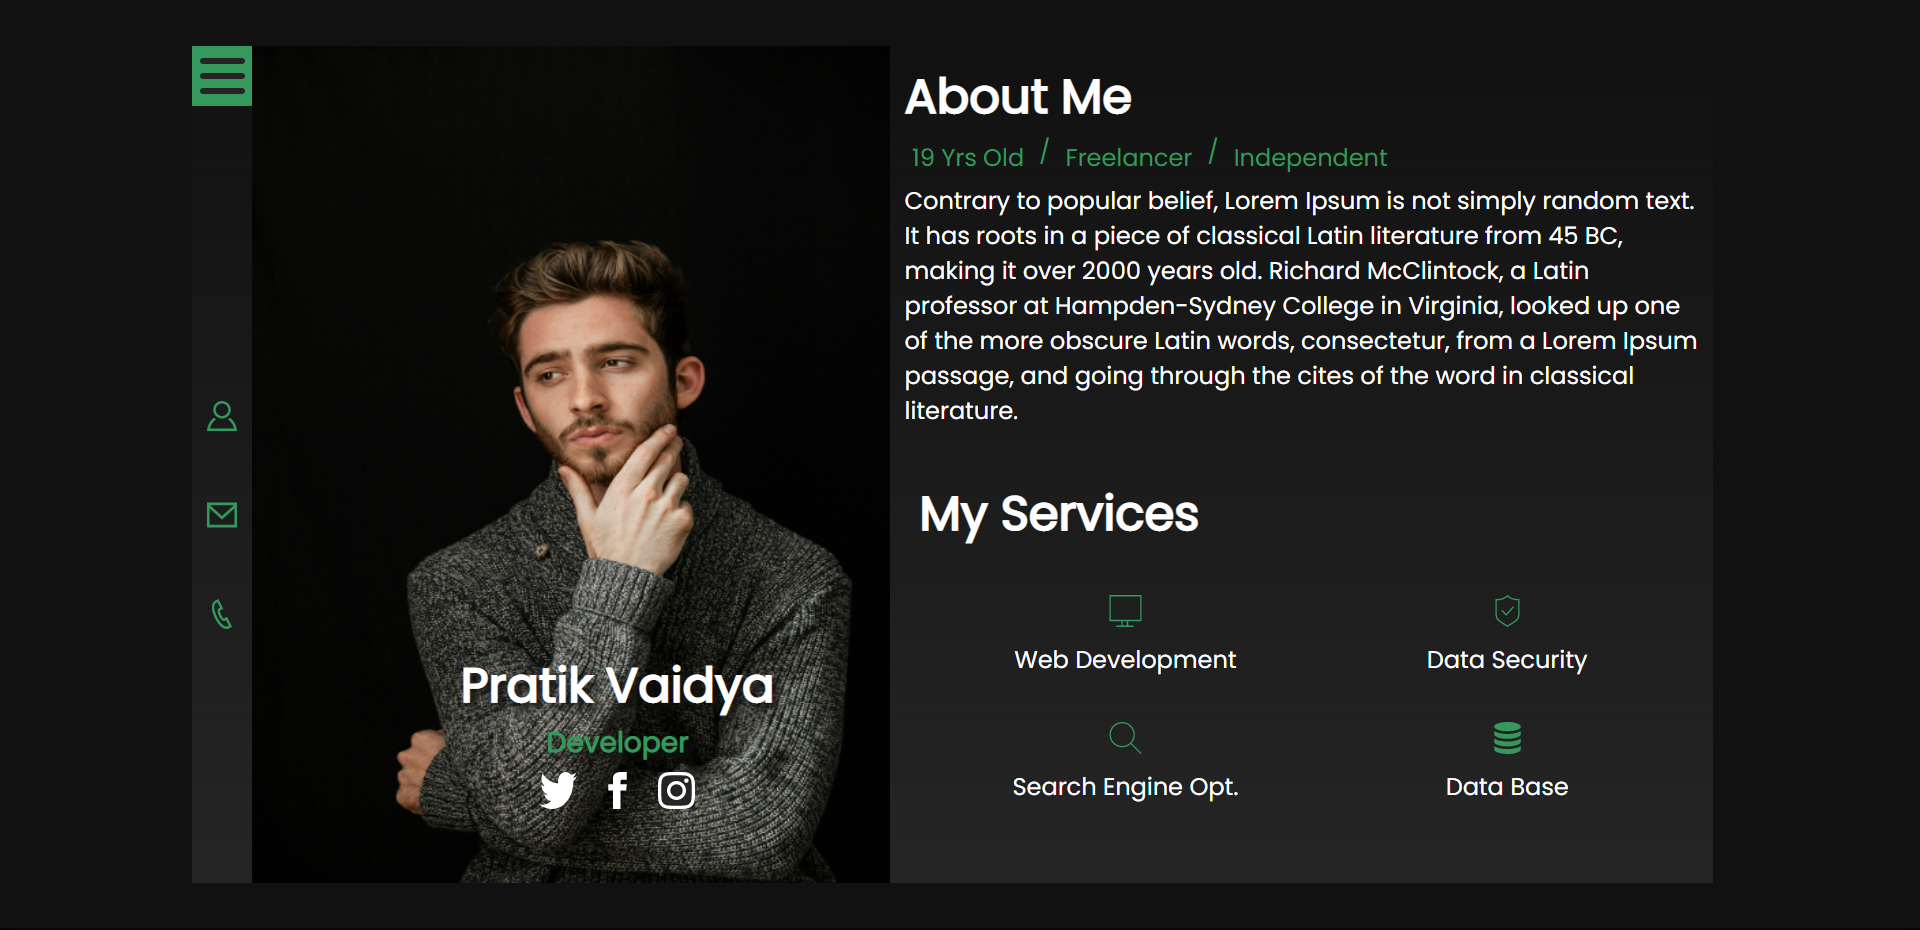 About Me
19 Yrs Old / Freelancer / Independent
Contrary to popular belief, Lorem Ipsum is not simply random text.
It has roots in a piece of classical Latin literature from 45 BC,
making it over 2000 years old. Richard McClintock, a Latin
professor at Hampden-Sydney College in Virginia, looked up one
of the more obscure Latin words, consectetur, from a Lorem Ipsum
passage, and going through the cites of the word in classical
literature.
My Services
Web Development
Data Security
Search Engine Opt.
Data Base
Pratik Vaidya
Developer